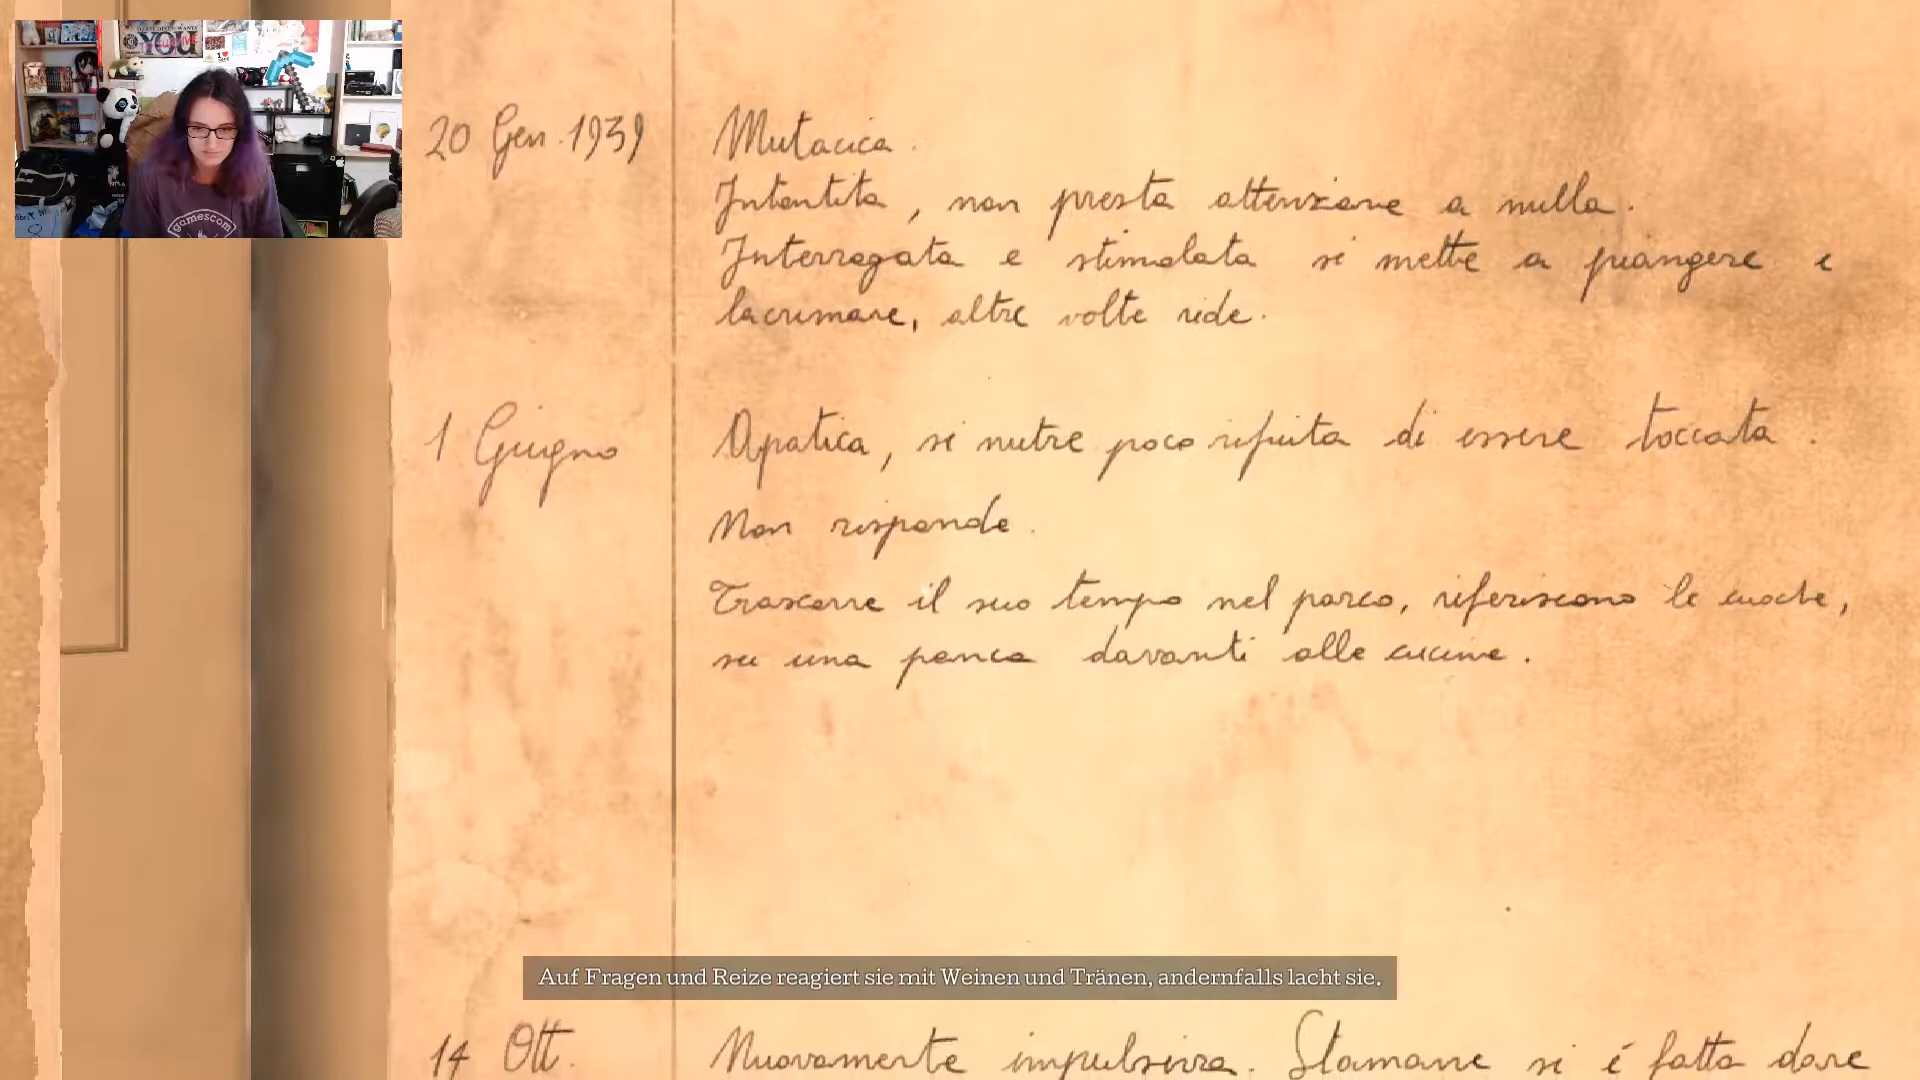 YOU
gamescom
20 Gen. 1939
Mutacica.
Intontita, non presta attenzione a nulla.
Interrogata e stimolata si mette a piangere e
lacrimare, altre volte ride.
1 Giugno
Apatica, si nutre poco rifiuta di essere toccata.
Non risponde.
Trascorre il suo tempo nel parco, riferiscono le cuoche,
su una panca davanti alle cucine.
Auf Fragen und Reize reagiert sie mit Weinen und Tränen, andernfalls lacht sie.
14 Ott.
Nuovamente impulsiva. Stamane si é fatta dare